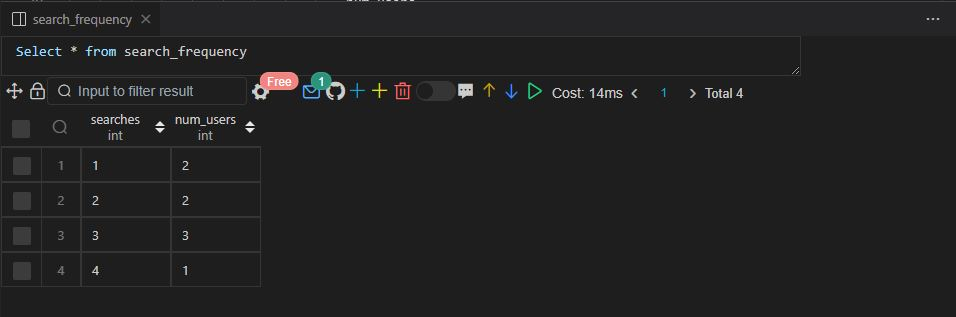 search_frequency
Select * from search_frequency
Input to filter result
Free
1
Cost: 14ms
1
Total 4
searches num_users
int int
1 1 2
2 2 2
3 3 3
4 4 1